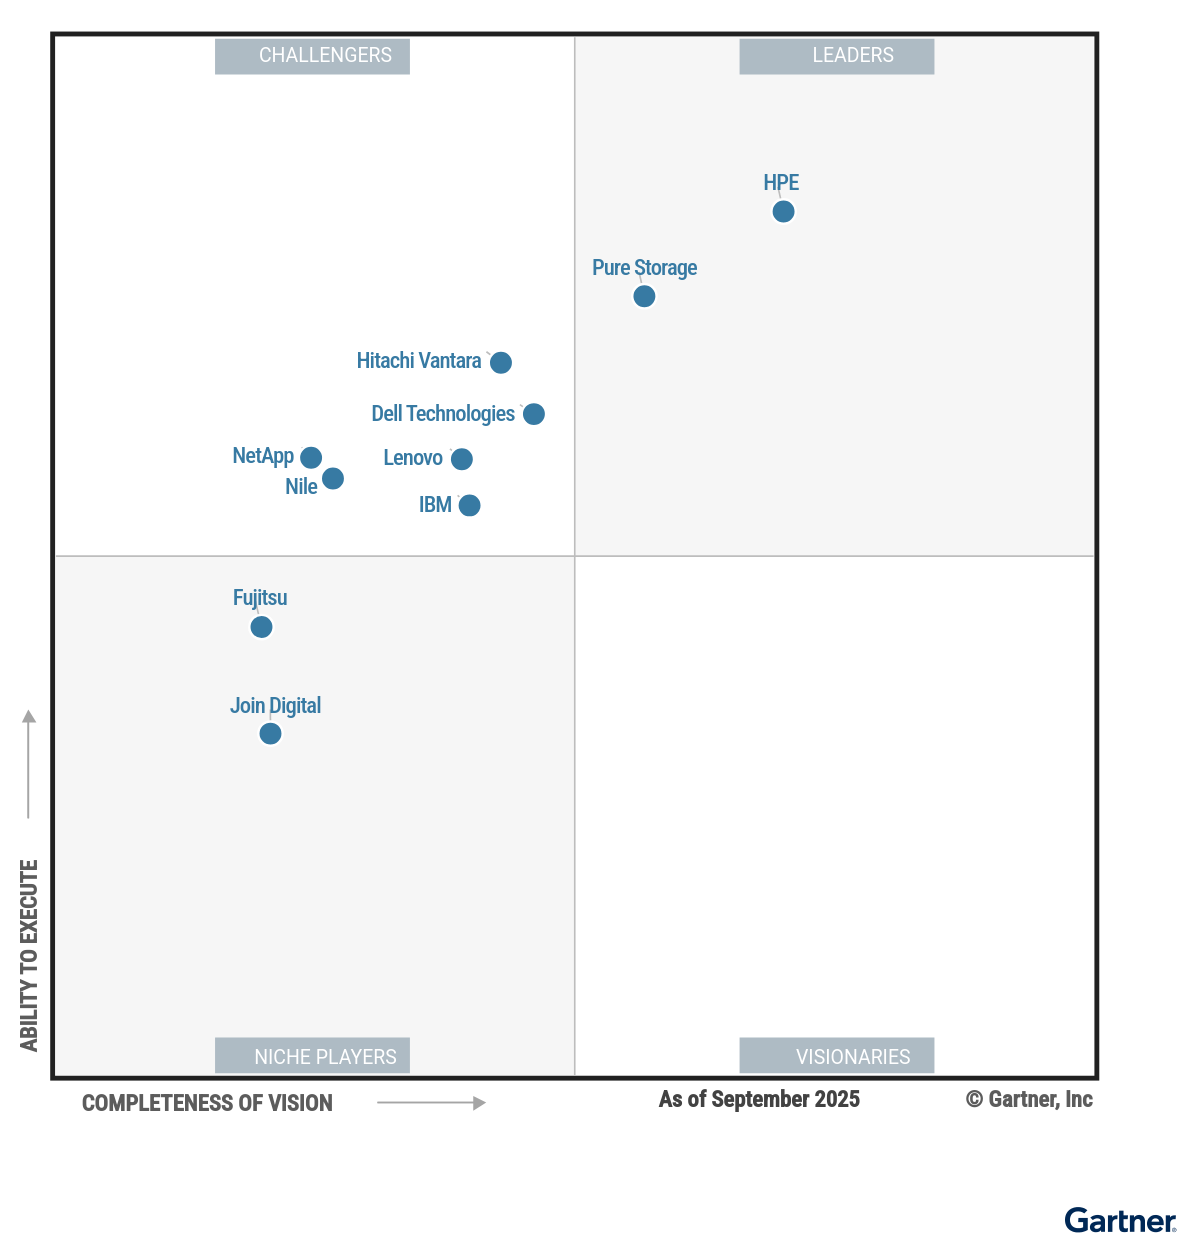 CHALLENGERS
LEADERS
HPE
Pure Storage
Hitachi Vantara
Dell Technologies
NetApp
Lenovo
Nile
IBM
Fujitsu
Join Digital
ABILITY TO EXECUTE
NICHE PLAYERS
VISIONARIES
COMPLETENESS OF VISION
As of September 2025
© Gartner, Inc
Gartner®